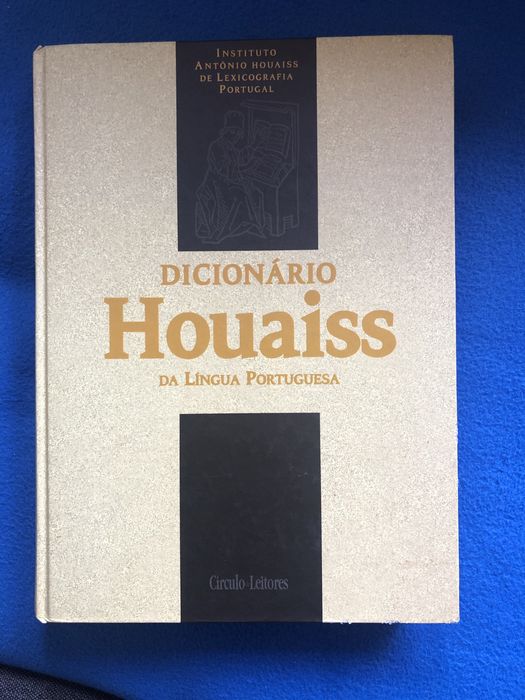 INSTITUTO
ANTÔNIO HOUAISS
DE LEXICOGRAFIA
PORTUGAL
DICIONÁRIO
Houaiss
DA LÍNGUA PORTUGUESA
Círculo Leitores